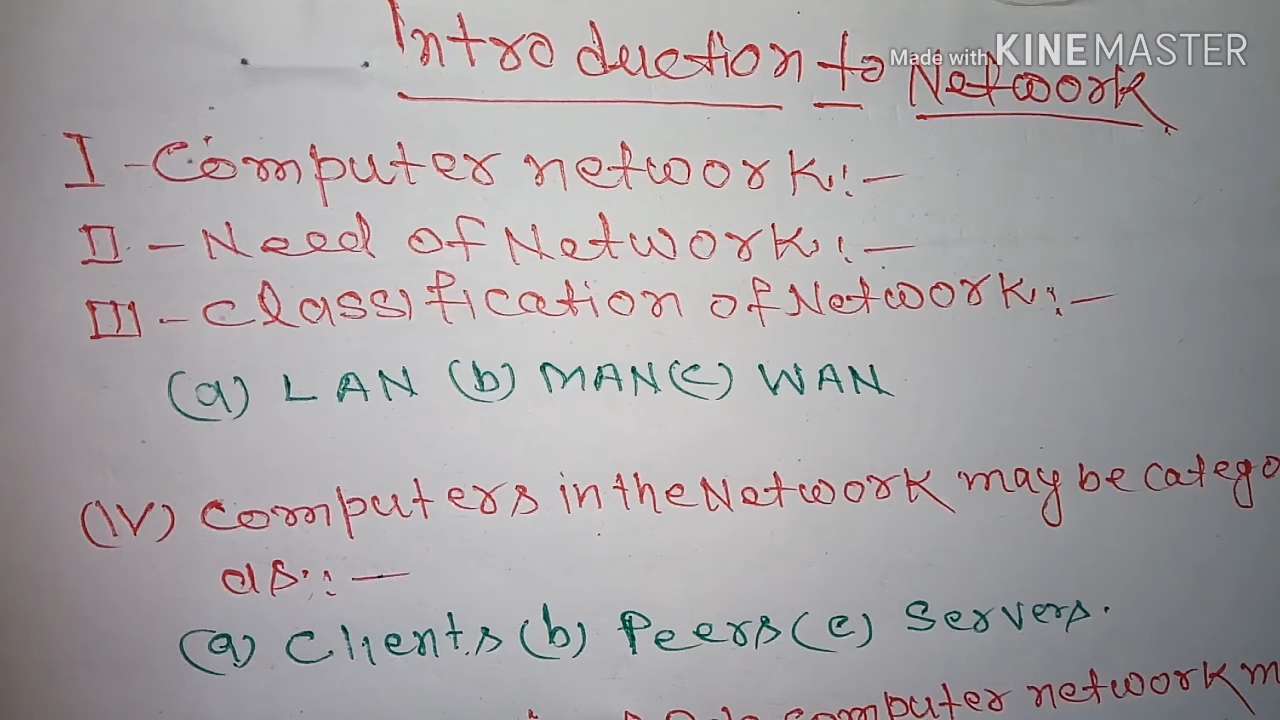 Introduction to Network
Made with KINEMASTER
I - Computer network:-
II - Need of Network:-
III - Classification of Network:-
(a) LAN (b) MAN (c) WAN
(IV) Computers in the Network may be catego
as::-
(a) Clients (b) Peers (c) Servers.
computer network m